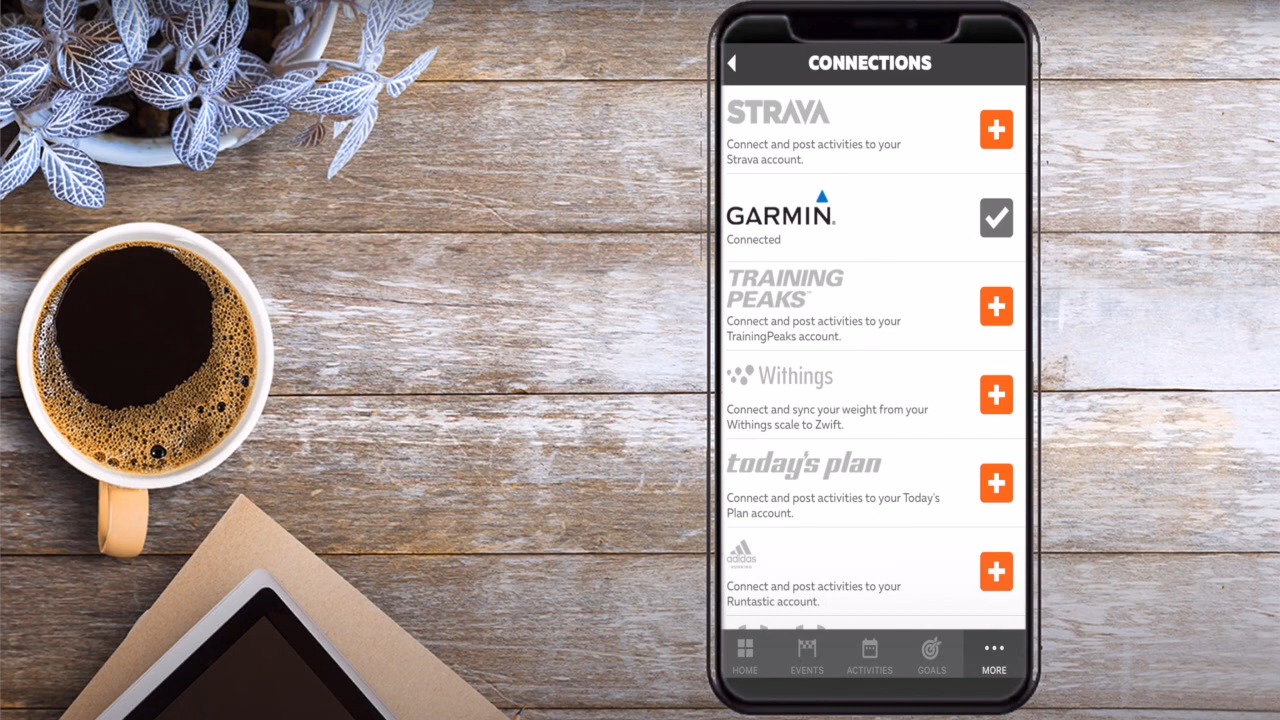 CONNECTIONS
STRAVA
Connect and post activities to your
Strava account.
GARMIN®
Connected
TRAINING
PEAKS™
Connect and post activities to your
TrainingPeaks account.
Withings
Connect and sync your weight from your
Withings scale to Zwift.
today's plan
Connect and post activities to your Today's
Plan account.
adidas
RUNNING
Connect and post activities to your
Runtastic account.
HOME
EVENTS
ACTIVITIES
GOALS
MORE